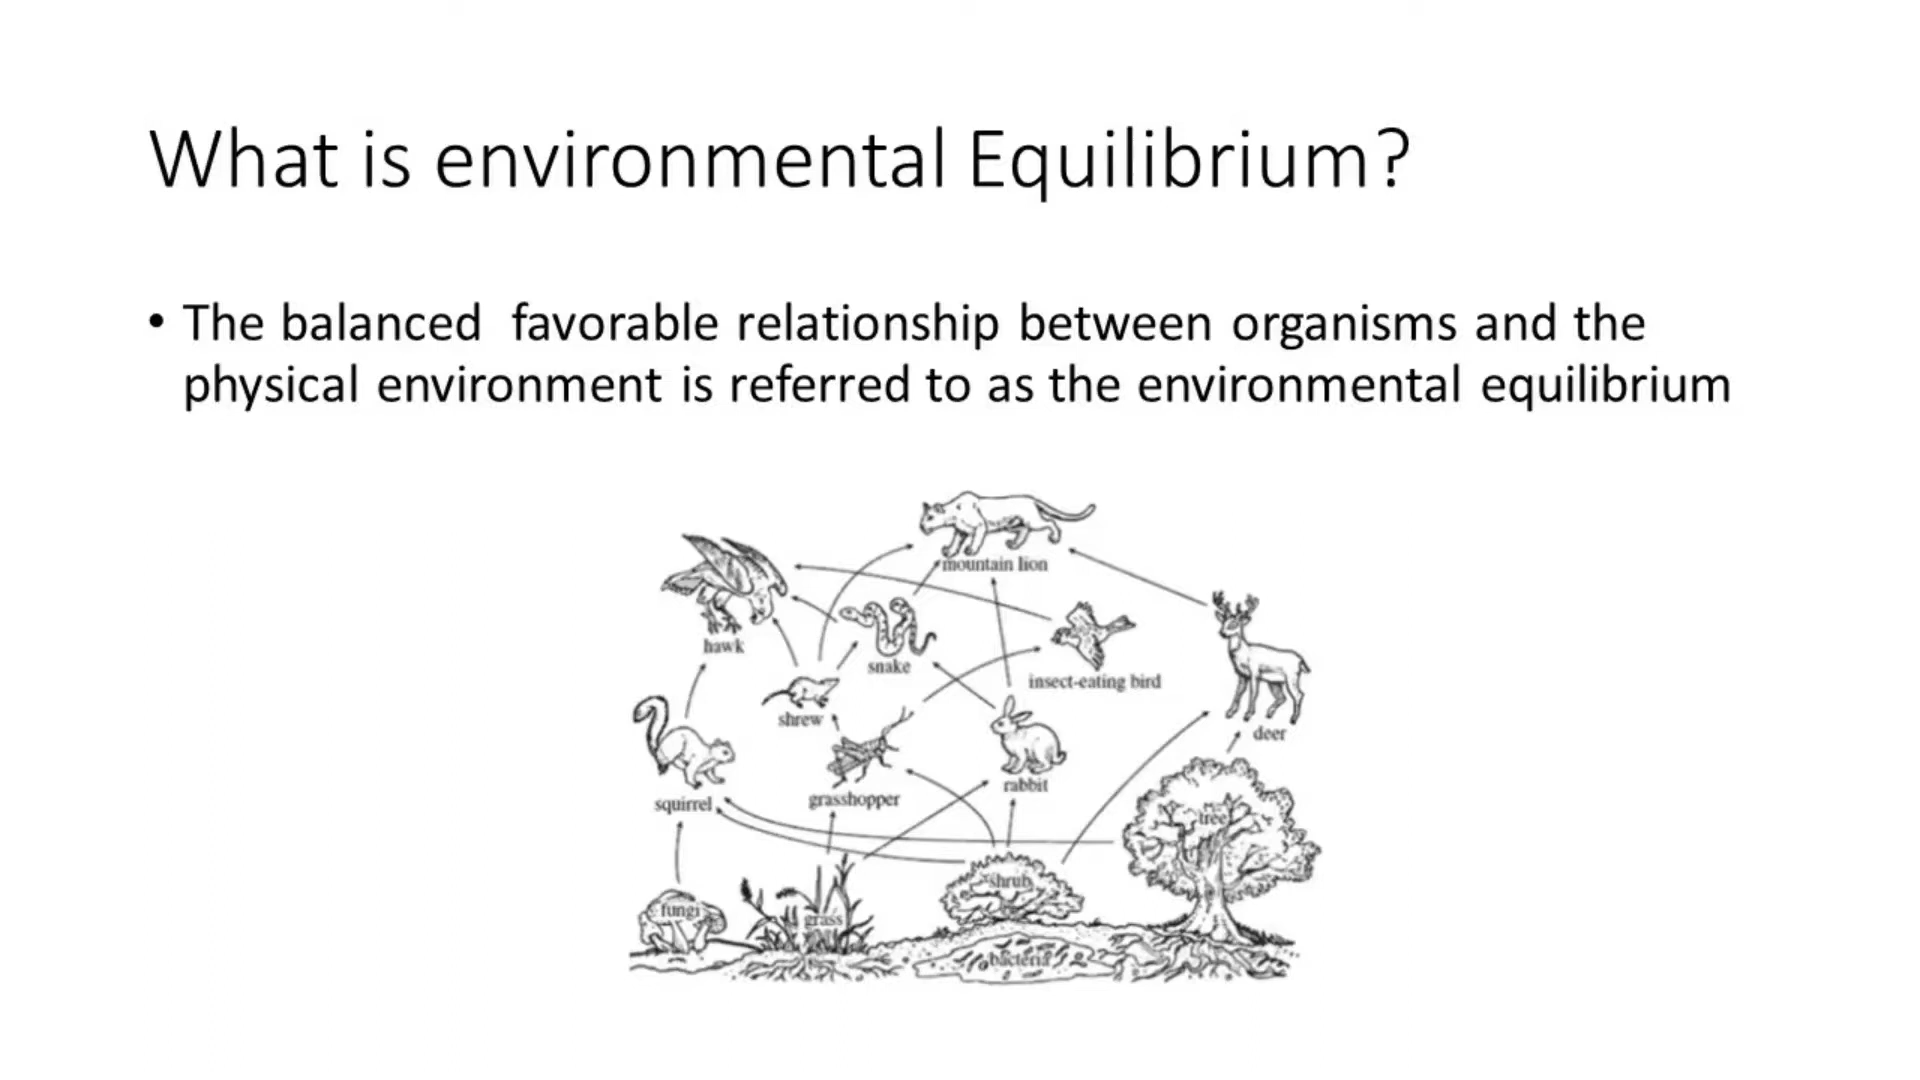 What is environmental Equilibrium?
• The balanced favorable relationship between organisms and the
physical environment is referred to as the environmental equilibrium
mountain lion
hawk
snake
insect-eating bird
shrew
deer
squirrel
grasshopper
rabbit
tree
shrub
fungi
grass
bacteria